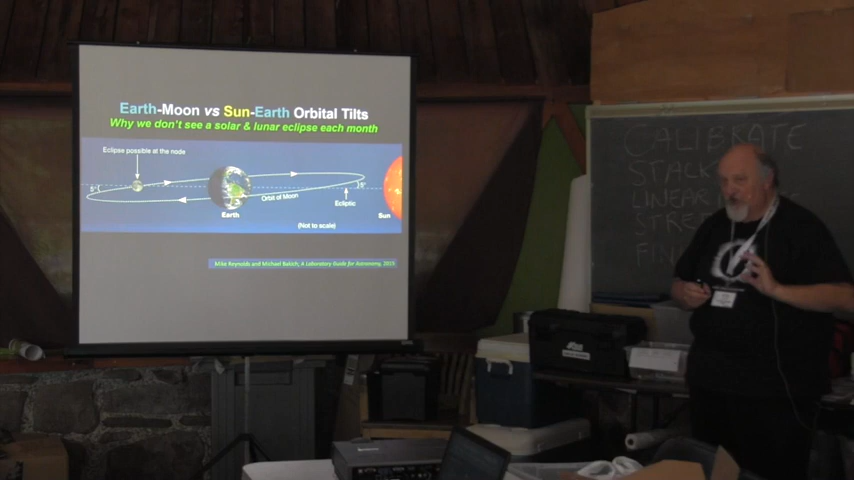 Earth-Moon vs Sun-Earth Orbital Tilts
Why we don't see a solar & lunar eclipse each month
Eclipse possible at the node
5°
5°
Orbit of Moon
Ecliptic
Earth
Sun
(Not to scale)
Mike Reynolds and Michael Bakich; A Laboratory Guide for Astronomy, 2015
CALIBRATE
STACK
LINEAR
STRE
FIN